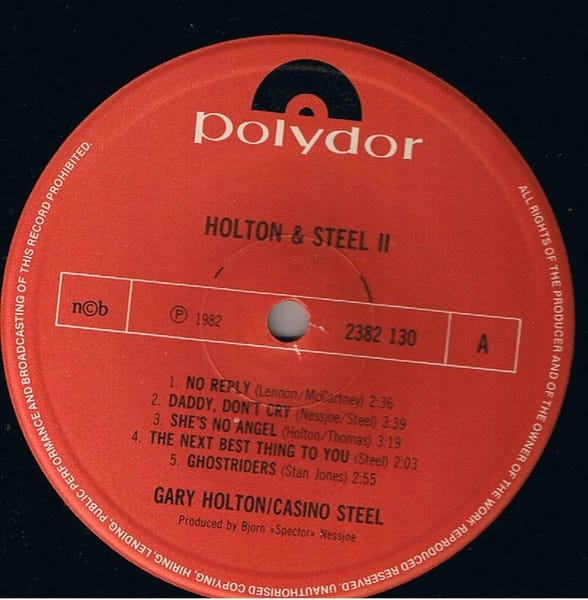 polydor
HOLTON & STEEL II
n©b
℗ 1982
2382 130
A
1. NO REPLY (Lennon/McCartney) 2:36
2. DADDY, DON'T CRY (Nessjoe/Steel) 3:39
3. SHE'S NO ANGEL (Holton/Thomas) 3:19
4. THE NEXT BEST THING TO YOU (Steel) 2:03
5. GHOSTRIDERS (Stan Jones) 2:55
GARY HOLTON/CASINO STEEL
Produced by Bjorn «Spector» Nessjoe
ALL RIGHTS OF THE PRODUCER AND OF THE OWNER OF THE WORK REPRODUCED RESERVED. UNAUTHORISED COPYING, HIRING, LENDING, PUBLIC PERFORMANCE AND BROADCASTING OF THIS RECORD PROHIBITED.